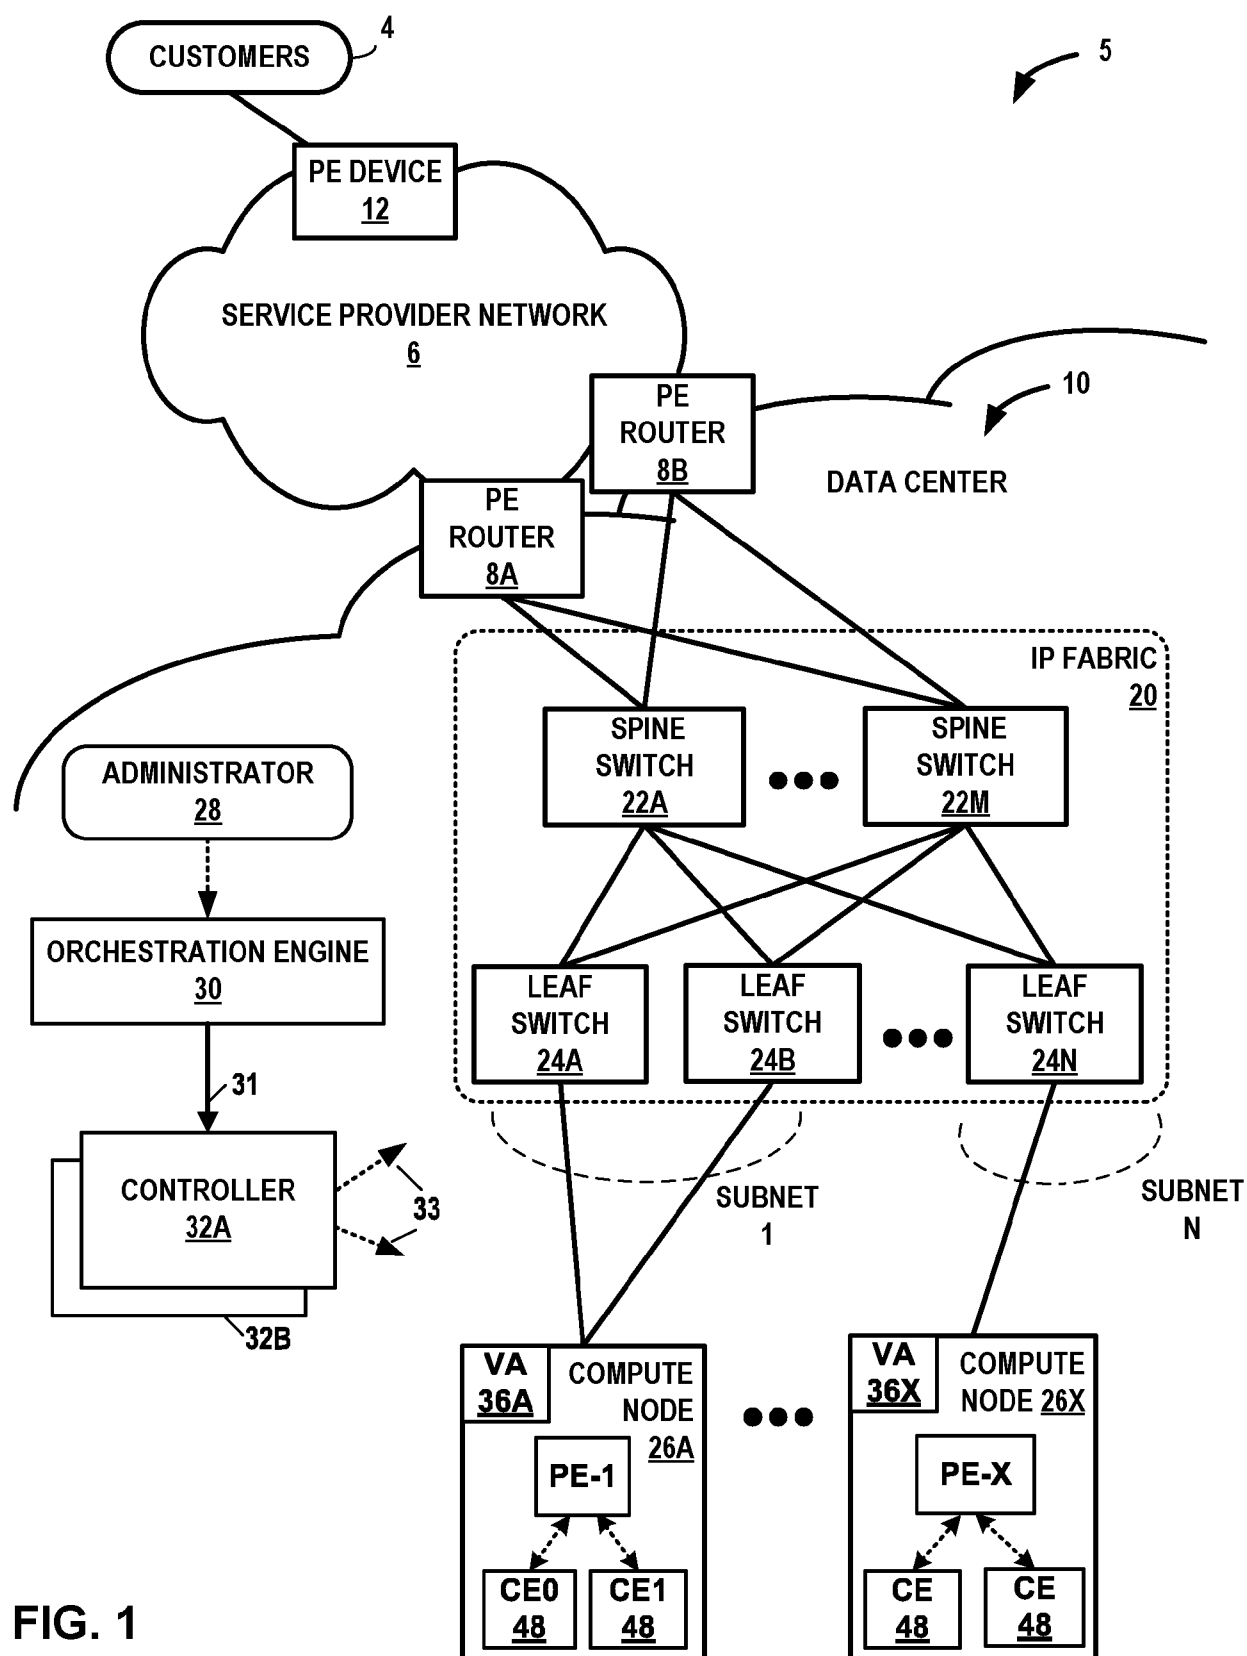 CUSTOMERS
4
5
PE DEVICE
12
SERVICE PROVIDER NETWORK
6
10
PE
ROUTER
8B
DATA CENTER
PE
ROUTER
8A
IP FABRIC
20
SPINE
SWITCH
22A
SPINE
SWITCH
22M
ADMINISTRATOR
28
ORCHESTRATION ENGINE
30
LEAF
SWITCH
24A
LEAF
SWITCH
24B
LEAF
SWITCH
24N
31
CONTROLLER
32A
33
32B
SUBNET
1
SUBNET
N
VA
36A
COMPUTE
NODE
26A
PE-1
CE0
48
CE1
48
VA
36X
COMPUTE
NODE 26X
PE-X
CE
48
CE
48
FIG. 1